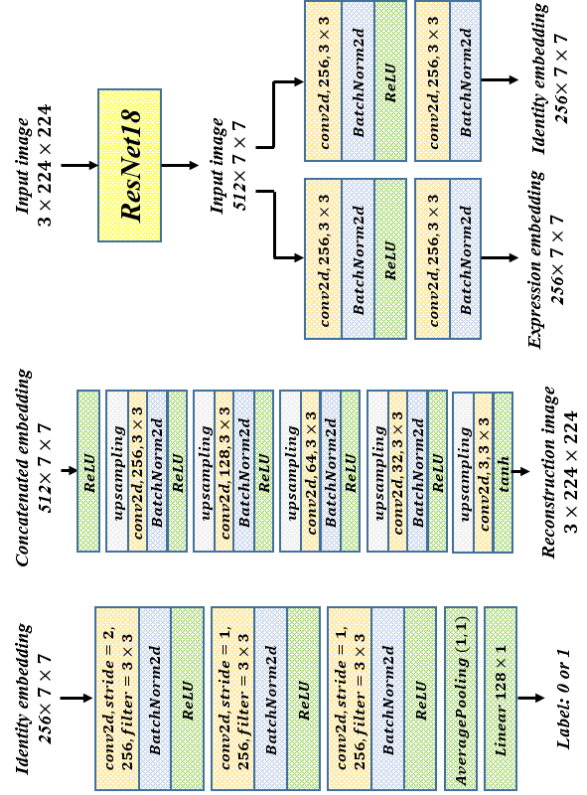 Identity embedding
256× 7 × 7
conv2d, stride = 2,
256, filter = 3 × 3
BatchNorm2d
ReLU
conv2d, stride = 1,
256, filter = 3 × 3
BatchNorm2d
ReLU
conv2d, stride = 1,
256, filter = 3 × 3
BatchNorm2d
ReLU
AveragePooling (1, 1)
Linear 128 × 1
Label: 0 or 1
Concatenated embedding
512× 7 × 7
ReLU
upsampling
conv2d, 256, 3 × 3
BatchNorm2d
ReLU
upsampling
conv2d, 128, 3 × 3
BatchNorm2d
ReLU
upsampling
conv2d, 64, 3 × 3
BatchNorm2d
ReLU
upsampling
conv2d, 32, 3 × 3
BatchNorm2d
ReLU
upsampling
conv2d, 3, 3 × 3
tanh
Reconstruction image
3 × 224 × 224
Input image
3 × 224 × 224
ResNet18
Input image
512× 7 × 7
conv2d, 256, 3 × 3
BatchNorm2d
ReLU
conv2d, 256, 3 × 3
BatchNorm2d
Expression embedding
256× 7 × 7
conv2d, 256, 3 × 3
BatchNorm2d
ReLU
conv2d, 256, 3 × 3
BatchNorm2d
Identity embedding
256× 7 × 7